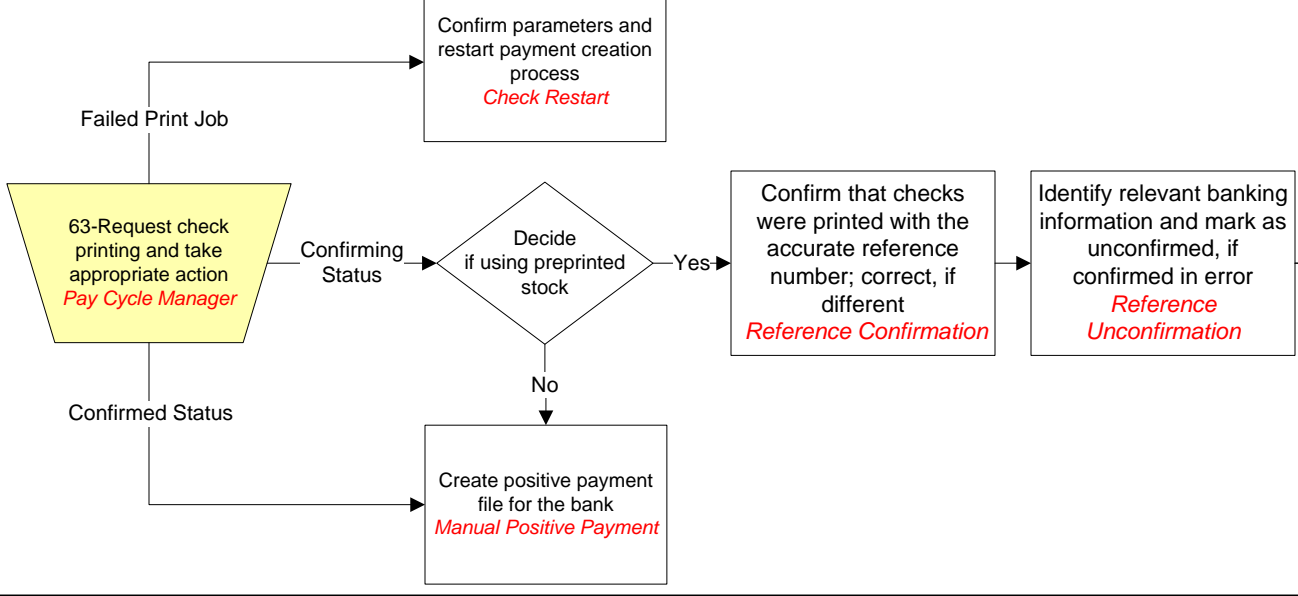 Confirm parameters and
restart payment creation
process
Check Restart
Failed Print Job
63-Request check
printing and take
appropriate action
Pay Cycle Manager
Confirming
Status
Decide
if using preprinted
stock
Yes
Confirm that checks
were printed with the
accurate reference
number; correct, if
different
Reference Confirmation
Identify relevant banking
information and mark as
unconfirmed, if
confirmed in error
Reference
Unconfirmation
No
Confirmed Status
Create positive payment
file for the bank
Manual Positive Payment